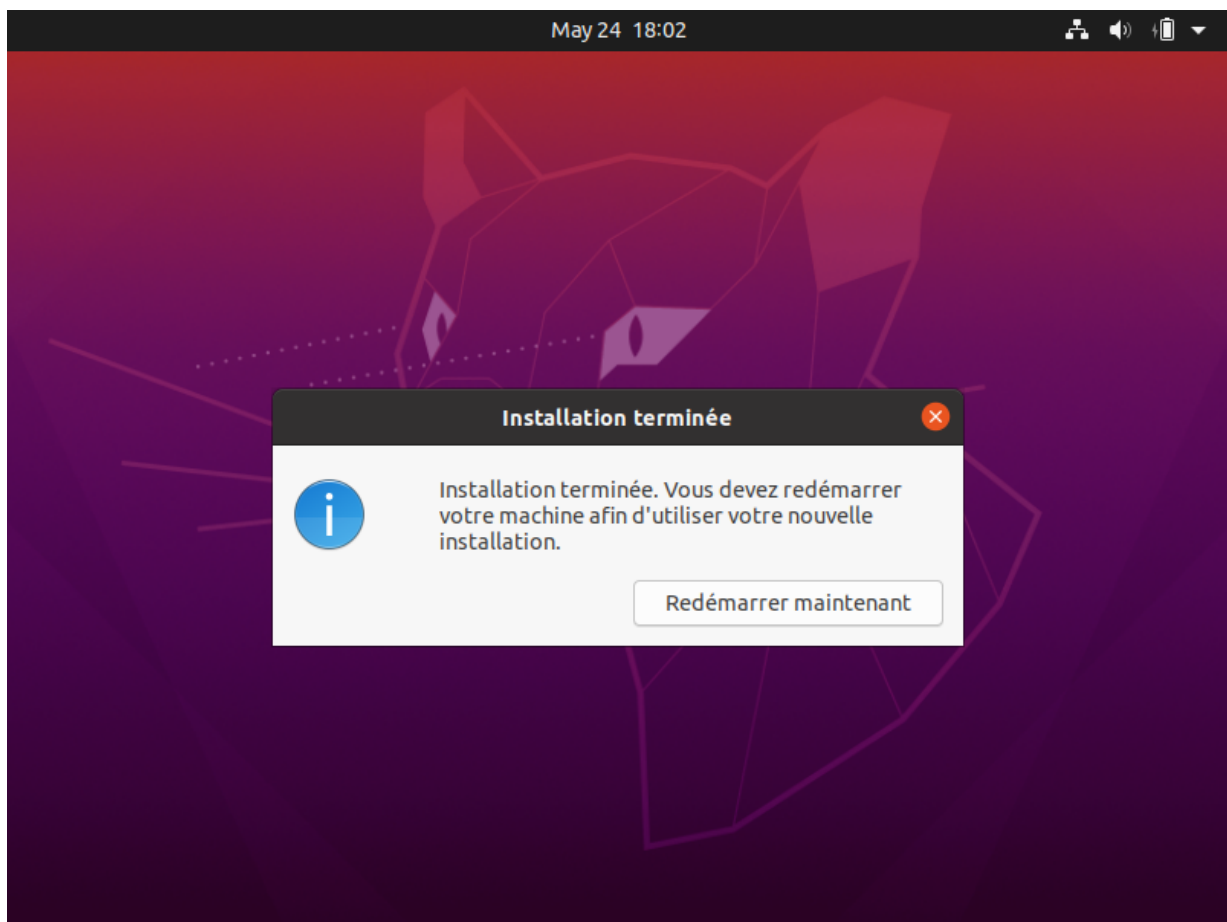 May 24 18:02
Installation terminée
Installation terminée. Vous devez redémarrer
votre machine afin d'utiliser votre nouvelle
installation.
Redémarrer maintenant